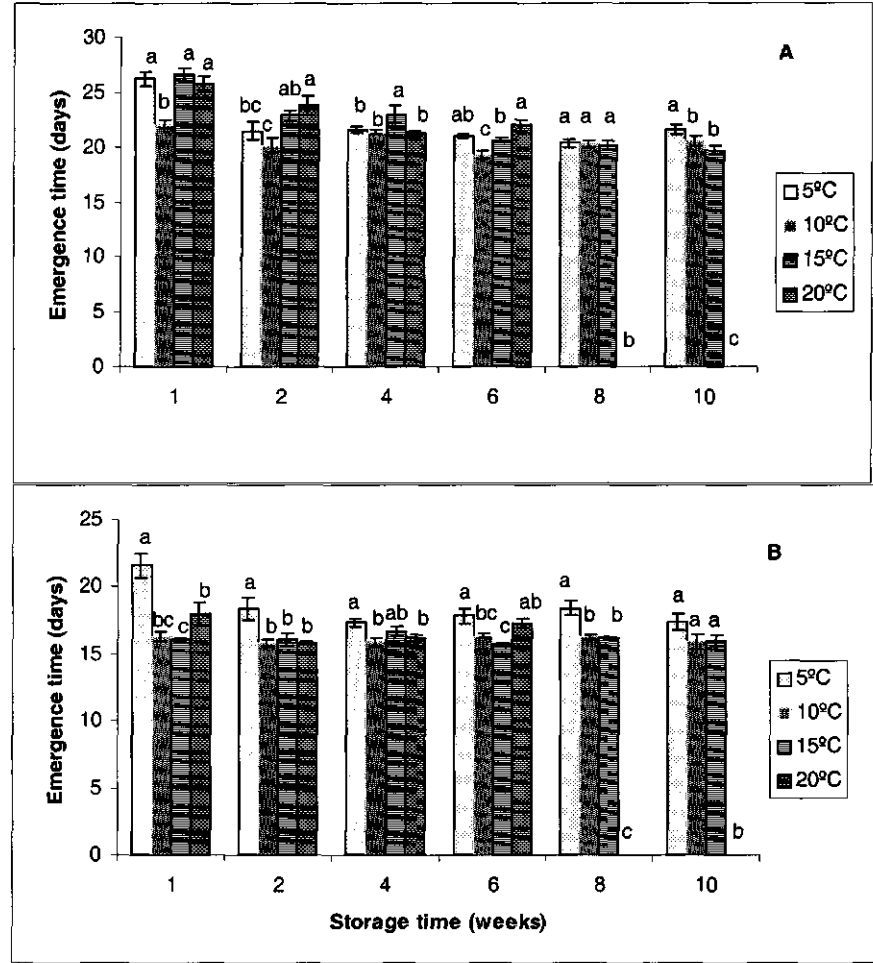 A
30
25
20
15
10
5
0
Emergence time (days)
a b a a
bc c ab a
b b a b
ab c b a
a a a b
a b b c
1 2 4 6 8 10
5ºC
10ºC
15ºC
20ºC
B
25
20
15
10
5
0
Emergence time (days)
a bc c b
a b b b
a b ab b
a bc c ab
a b b c
a a a b
1 2 4 6 8 10
Storage time (weeks)
5ºC
10ºC
15ºC
20ºC